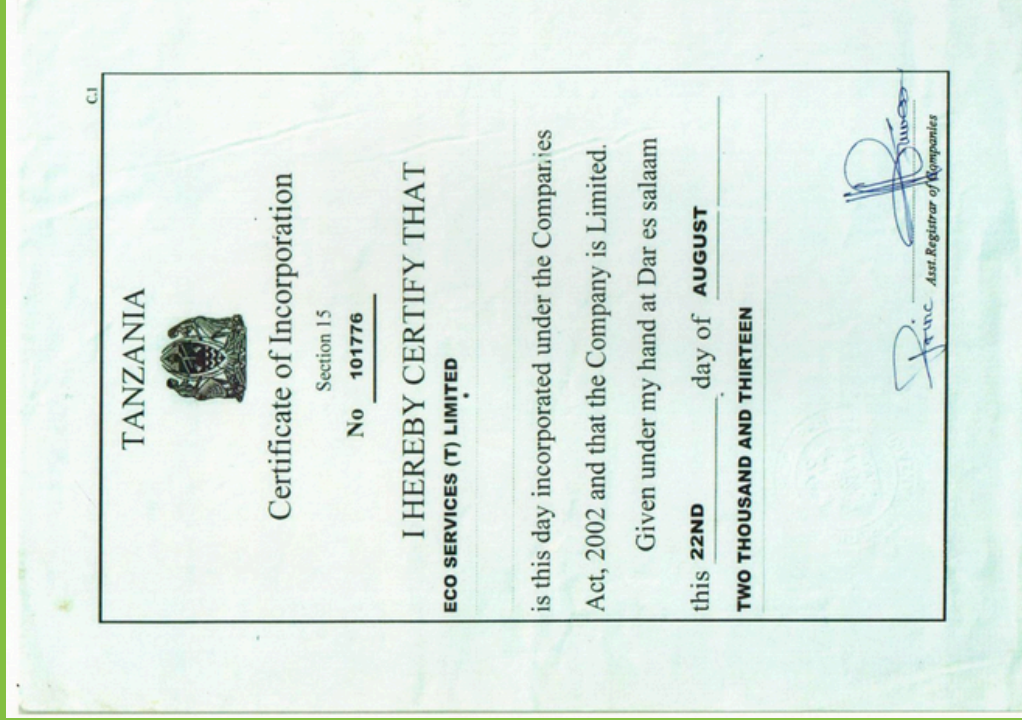 C.1
TANZANIA
Certificate of Incorporation
Section 15
No 101776
I HEREBY CERTIFY THAT
ECO SERVICES (T) LIMITED
is this day incorporated under the Companies
Act, 2002 and that the Company is Limited.
Given under my hand at Dar es salaam
this 22ND day of AUGUST
TWO THOUSAND AND THIRTEEN
Princ Asst.Registrar of Companies